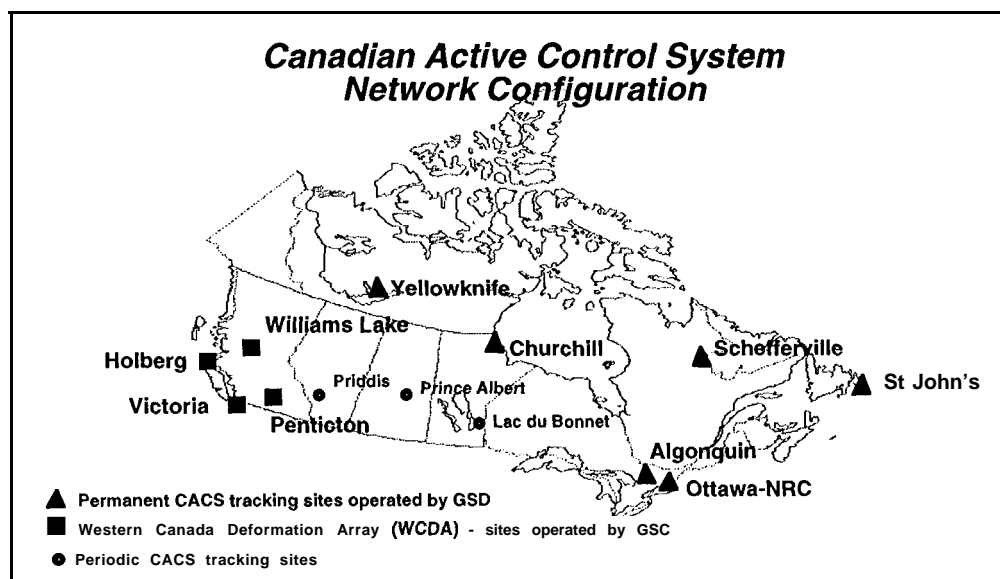 Canadian Active Control System
Network Configuration
Yellowknife
Williams Lake
Churchill
Schefferville
Holberg
Priddis
Prince Albert
St John's
Victoria
Penticton
Lac du Bonnet
Algonquin
Ottawa-NRC
Permanent CACS tracking sites operated by GSD
Western Canada Deformation Array (WCDA) - sites operated by GSC
Periodic CACS tracking sites